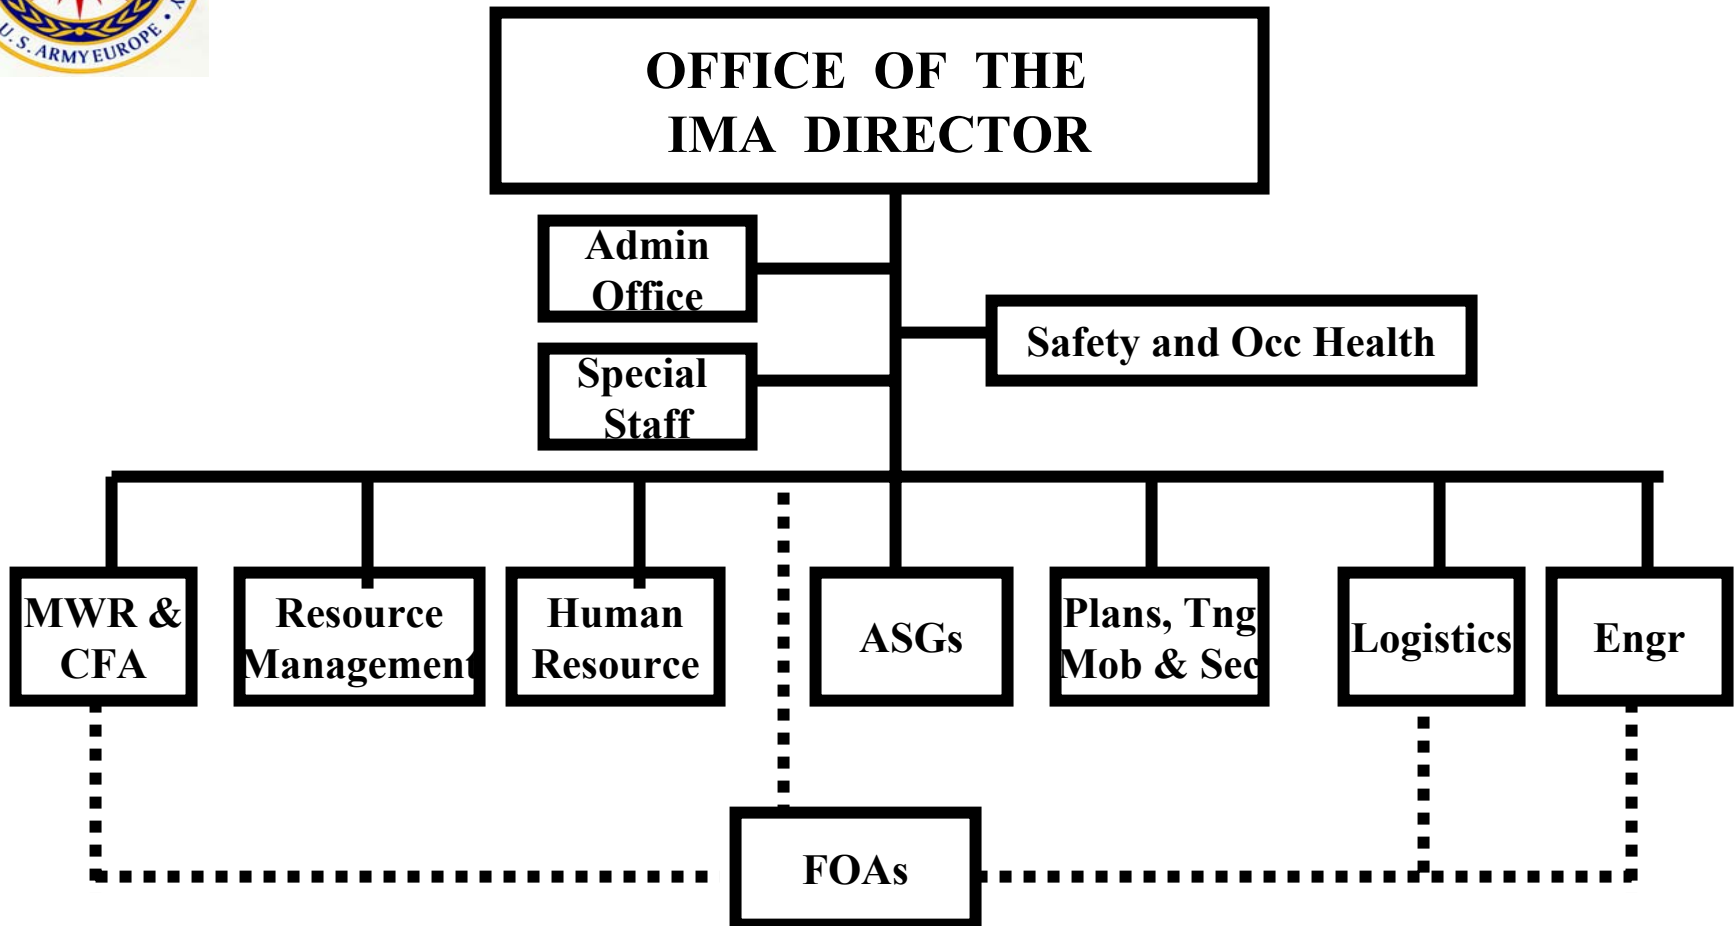 U.S. ARMY EUROPE •
OFFICE OF THE
IMA DIRECTOR
Admin
Office
Safety and Occ Health
Special
Staff
MWR &
CFA
Resource
Management
Human
Resource
ASGs
Plans, Tng
Mob & Sec
Logistics
Engr
FOAs